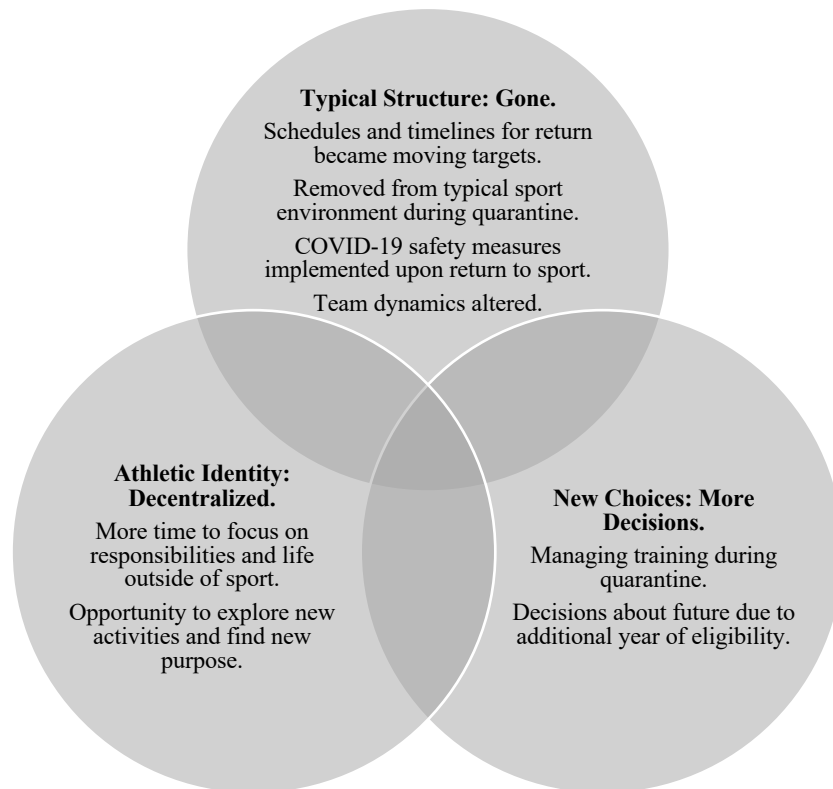 Typical Structure: Gone.
Schedules and timelines for return
became moving targets.
Removed from typical sport
environment during quarantine.
COVID-19 safety measures
implemented upon return to sport.
Team dynamics altered.
Athletic Identity:
Decentralized.
More time to focus on
responsibilities and life
outside of sport.
Opportunity to explore new
activities and find new
purpose.
New Choices: More
Decisions.
Managing training during
quarantine.
Decisions about future due to
additional year of eligibility.